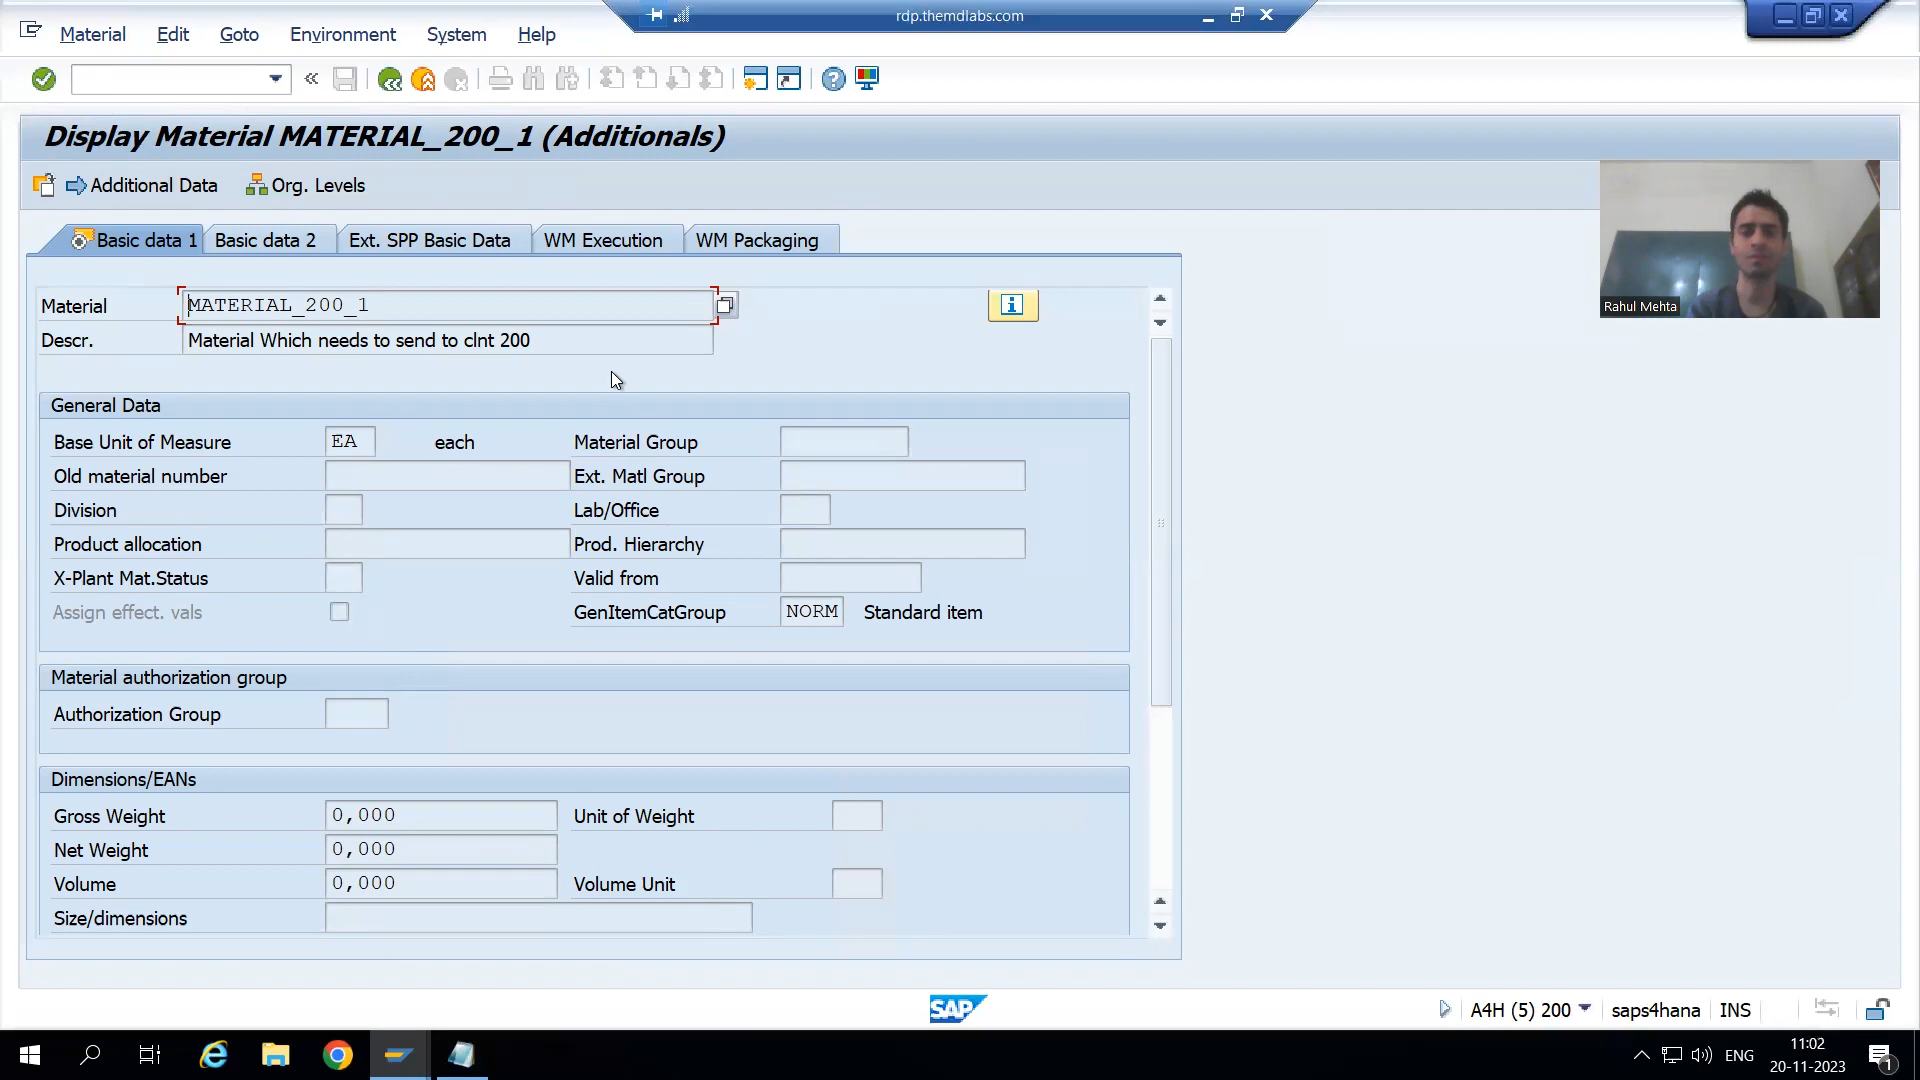 rdp.themdlabs.com
Material Edit Goto Environment System Help
Display Material MATERIAL_200_1 (Additionals)
Additional Data Org. Levels
Basic data 1 Basic data 2 Ext. SPP Basic Data WM Execution WM Packaging
Material MATERIAL_200_1
Descr. Material Which needs to send to clnt 200
Rahul Mehta
General Data
Base Unit of Measure EA each Material Group
Old material number Ext. Matl Group
Division Lab/Office
Product allocation Prod. Hierarchy
X-Plant Mat.Status Valid from
Assign effect. vals GenItemCatGroup NORM Standard item
Material authorization group
Authorization Group
Dimensions/EANs
Gross Weight 0,000 Unit of Weight
Net Weight 0,000
Volume 0,000 Volume Unit
Size/dimensions
SAP A4H (5) 200 saps4hana INS
ENG 11:02
20-11-2023 1